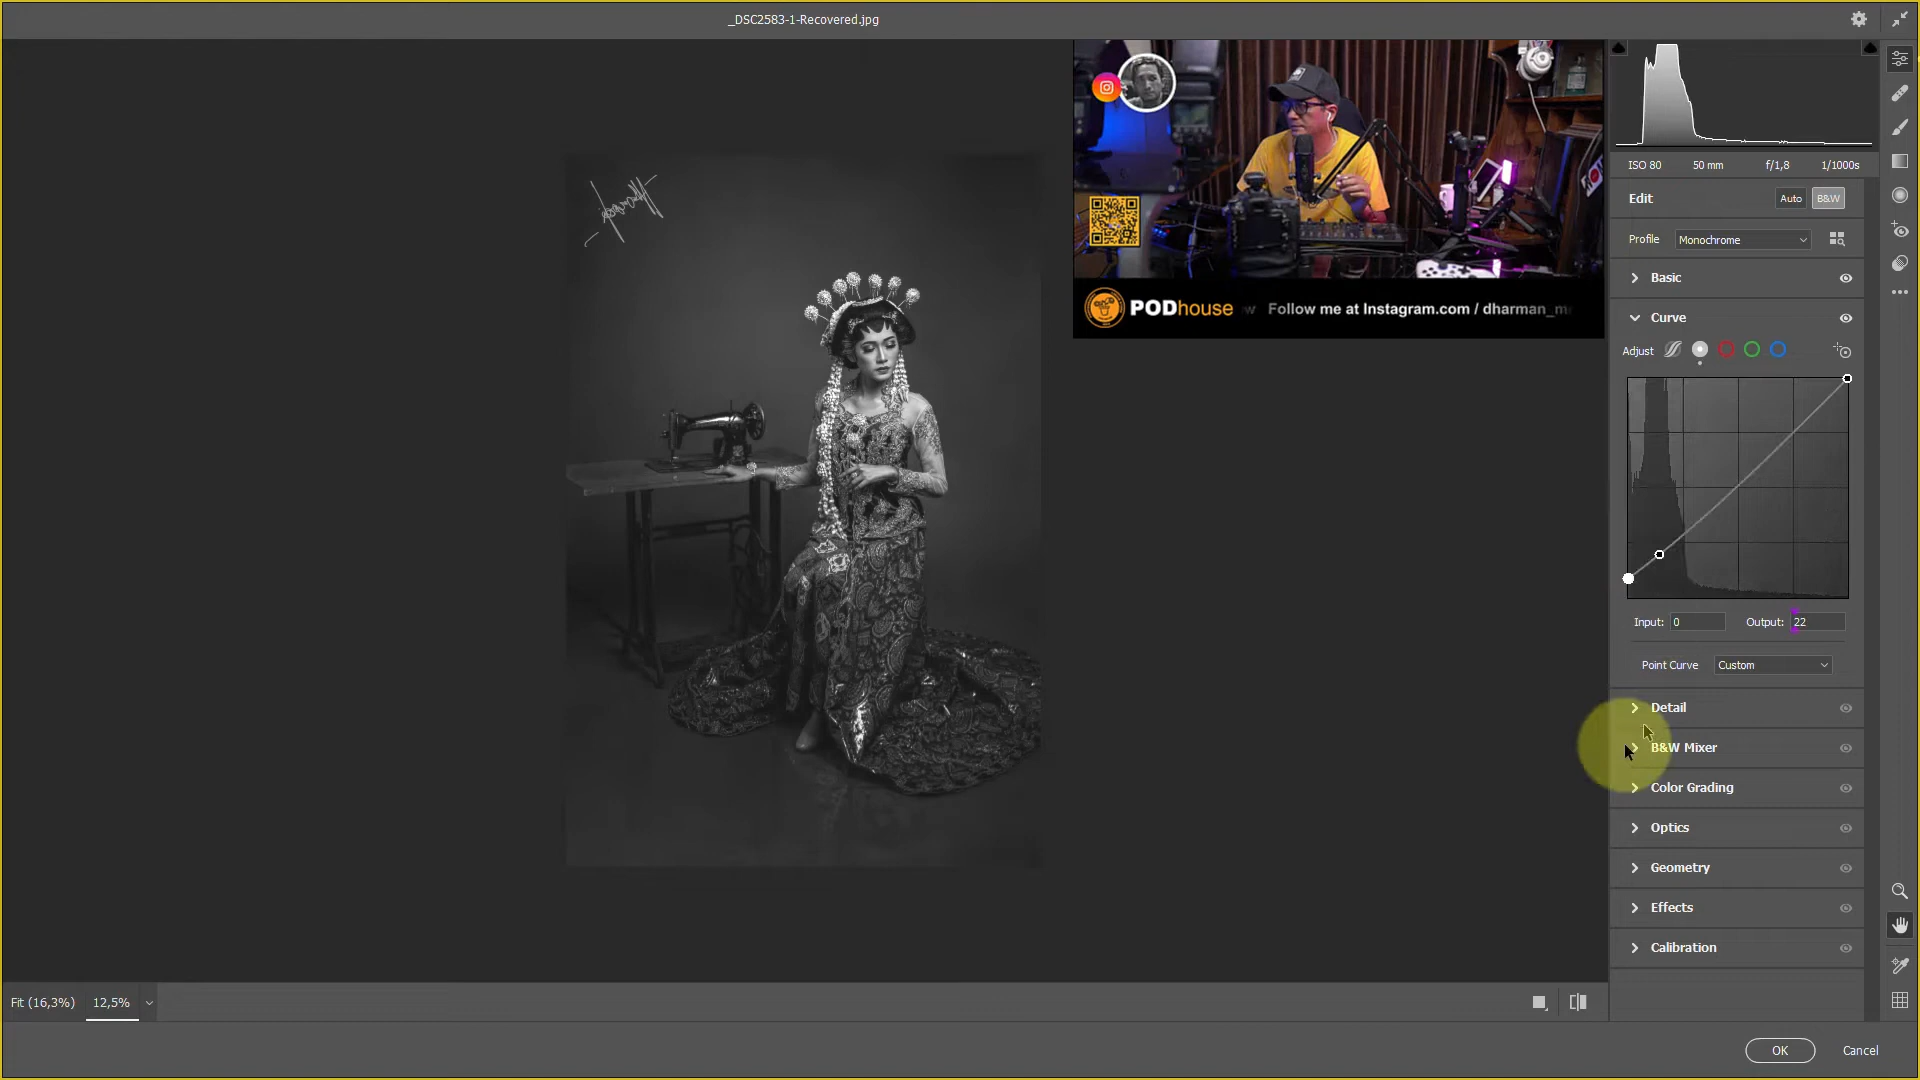 _DSC2583-1-Recovered.jpg
ISO 80 50 mm f/1,8 1/1000s
Edit Auto B&W
Profile Monochrome
Basic
Curve
Adjust
Input: 0 Output: 22
Point Curve Custom
Detail
B&W Mixer
Color Grading
Optics
Geometry
Effects
Calibration
PODhouse
Follow me at Instagram.com / dharman_m
Fit (16,3%) 12,5%
OK Cancel